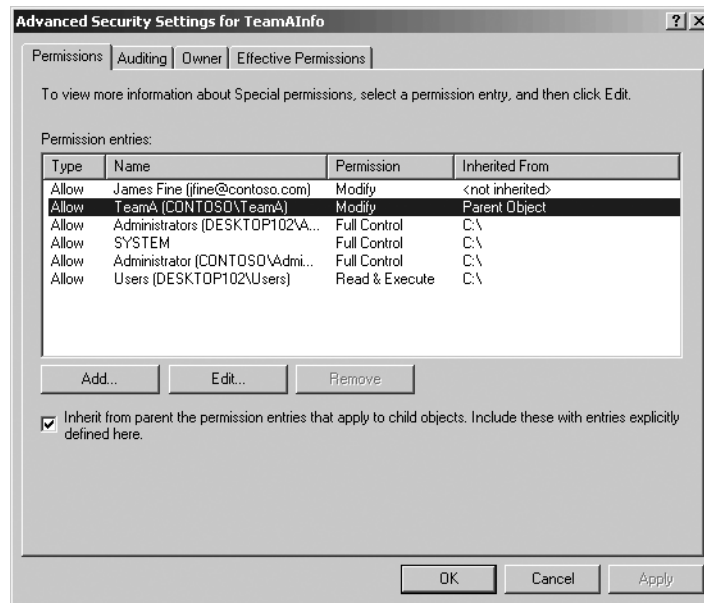 Advanced Security Settings for TeamAInfo
Permissions Auditing Owner Effective Permissions
To view more information about Special permissions, select a permission entry, and then click Edit.
Permission entries:
Type Name Permission Inherited From
Allow James Fine (jfine@contoso.com) Modify <not inherited>
Allow TeamA (CONTOSO\TeamA) Modify Parent Object
Allow Administrators (DESKTOP102\A... Full Control C:\
Allow SYSTEM Full Control C:\
Allow Administrator (CONTOSO\Admi... Full Control C:\
Allow Users (DESKTOP102\Users) Read & Execute C:\
Add... Edit... Remove
Inherit from parent the permission entries that apply to child objects. Include these with entries explicitly
defined here.
OK Cancel Apply